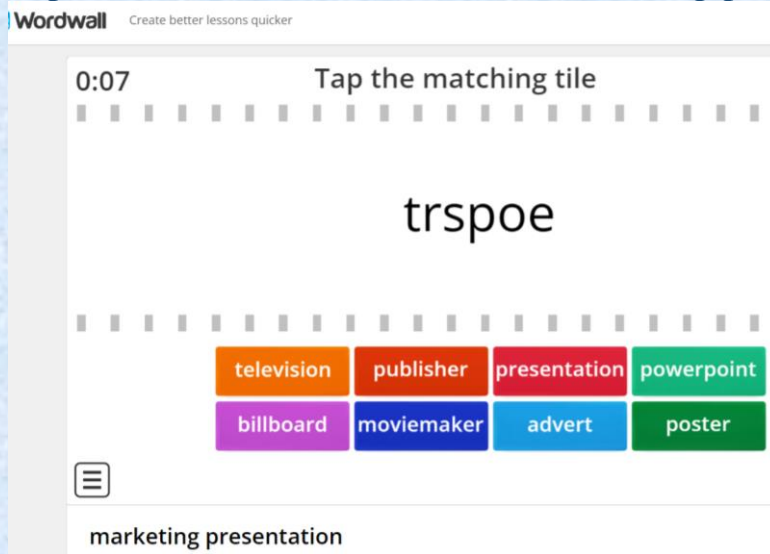 Wordwall Create better lessons quicker
0:07 Tap the matching tile
trspoe
television publisher presentation powerpoint
billboard moviemaker advert poster
marketing presentation